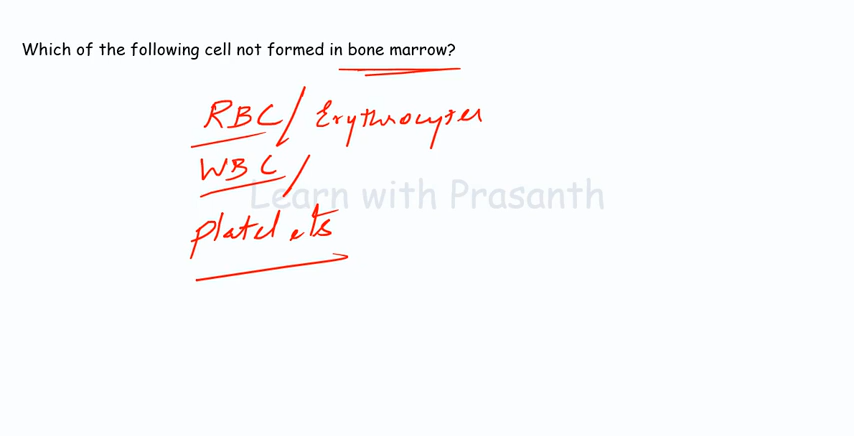 Which of the following cell not formed in bone marrow?
RBC / Erythrocytes
WBC /
Learn with Prasanth
Platelets